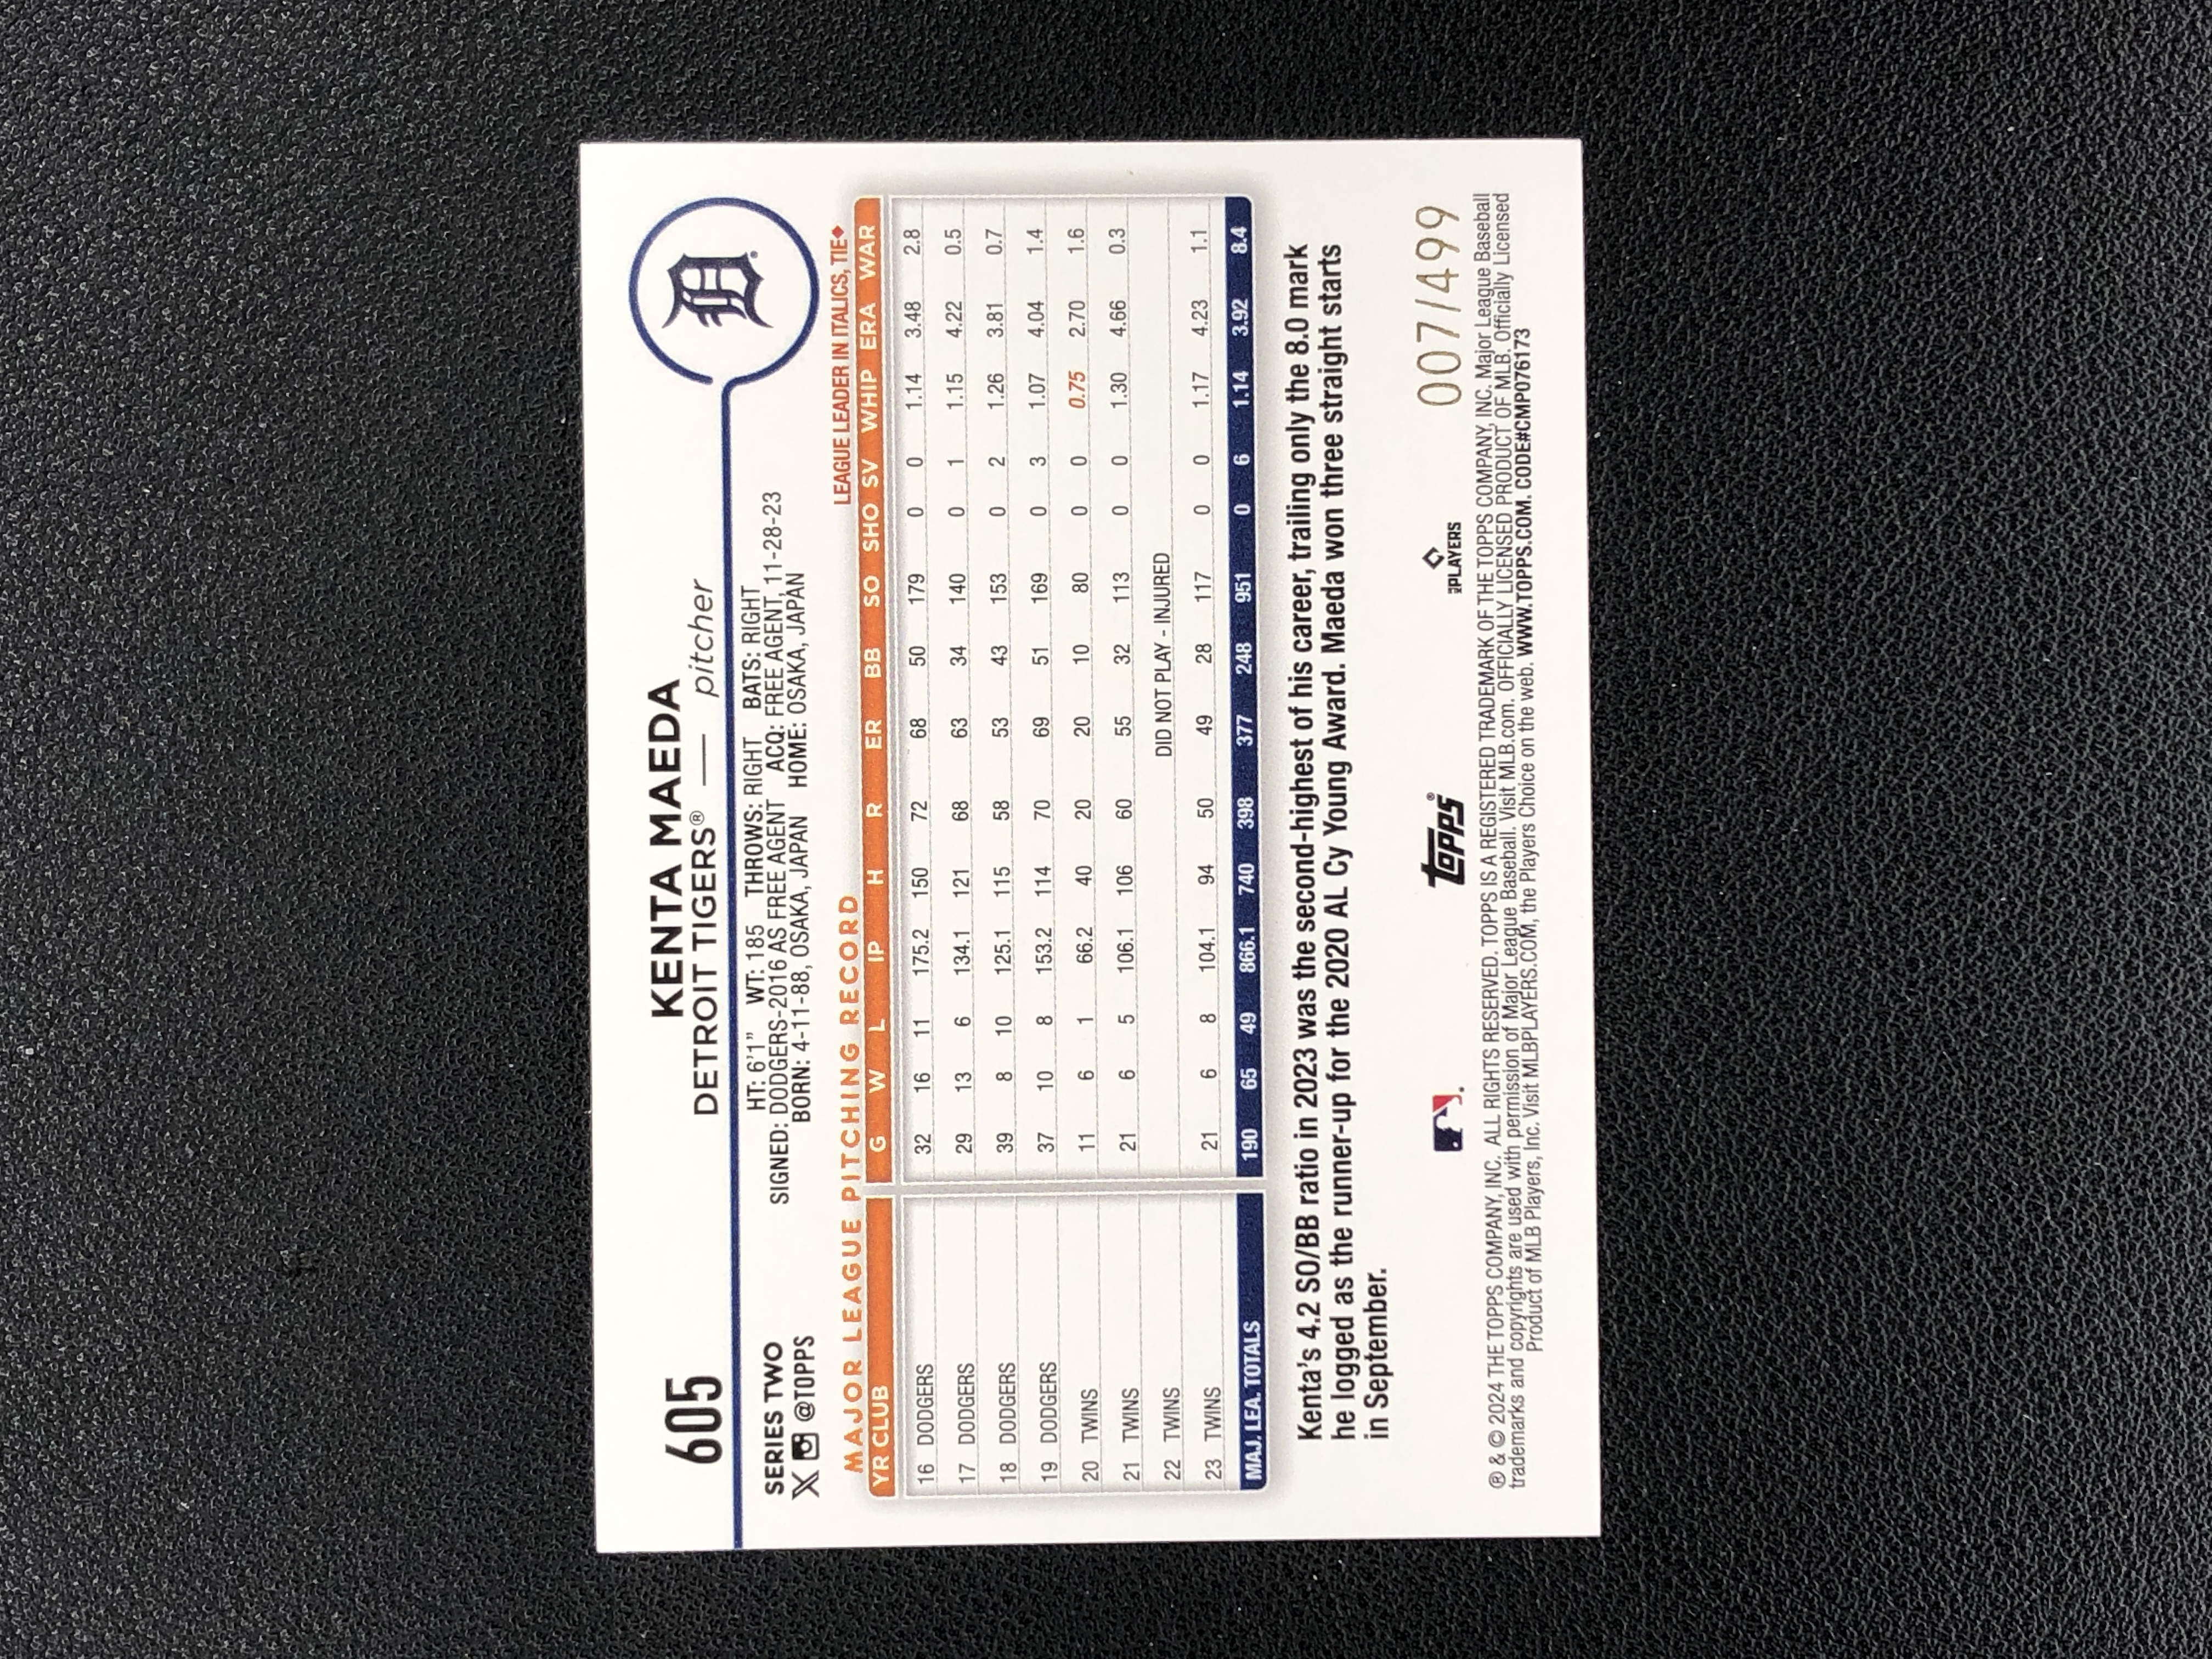 605
KENTA MAEDA
DETROIT TIGERS® — pitcher
D
SERIES TWO
X @TOPPS
HT: 6'1" WT: 185 THROWS: RIGHT BATS: RIGHT
SIGNED: DODGERS-2016 AS FREE AGENT ACQ: FREE AGENT, 11-28-23
BORN: 4-11-88, OSAKA, JAPAN HOME: OSAKA, JAPAN
MAJOR LEAGUE PITCHING RECORD LEAGUE LEADER IN ITALICS, TIE♦
YR CLUB G W L IP H R ER BB SO SHO SV WHIP ERA WAR
16 DODGERS 32 16 11 175.2 150 72 68 50 179 0 0 1.14 3.48 2.8
17 DODGERS 29 13 6 134.1 121 68 63 34 140 0 1 1.15 4.22 0.5
18 DODGERS 39 8 10 125.1 115 58 53 43 153 0 2 1.26 3.81 0.7
19 DODGERS 37 10 8 153.2 114 70 69 51 169 0 3 1.07 4.04 1.4
20 TWINS 11 6 1 66.2 40 20 20 10 80 0 0 0.75 2.70 1.6
21 TWINS 21 6 5 106.1 106 60 55 32 113 0 0 1.30 4.66 0.3
22 TWINS DID NOT PLAY - INJURED
23 TWINS 21 6 8 104.1 94 50 49 28 117 0 0 1.17 4.23 1.1
MAJ. LEA. TOTALS 190 65 49 866.1 740 398 377 248 951 0 6 1.14 3.92 8.4
Kenta's 4.2 SO/BB ratio in 2023 was the second-highest of his career, trailing only the 8.0 mark
he logged as the runner-up for the 2020 AL Cy Young Award. Maeda won three straight starts
in September.
topps® PLAYERS 007/499
® & © 2024 THE TOPPS COMPANY, INC. ALL RIGHTS RESERVED. TOPPS IS A REGISTERED TRADEMARK OF THE TOPPS COMPANY, INC. Major League Baseball
trademarks and copyrights are used with permission of Major League Baseball. Visit MLB.com. OFFICIALLY LICENSED PRODUCT OF MLB. Officially Licensed
Product of MLB Players, Inc. Visit MLBPLAYERS.COM, the Players Choice on the web. WWW.TOPPS.COM. CODE#CMP076173